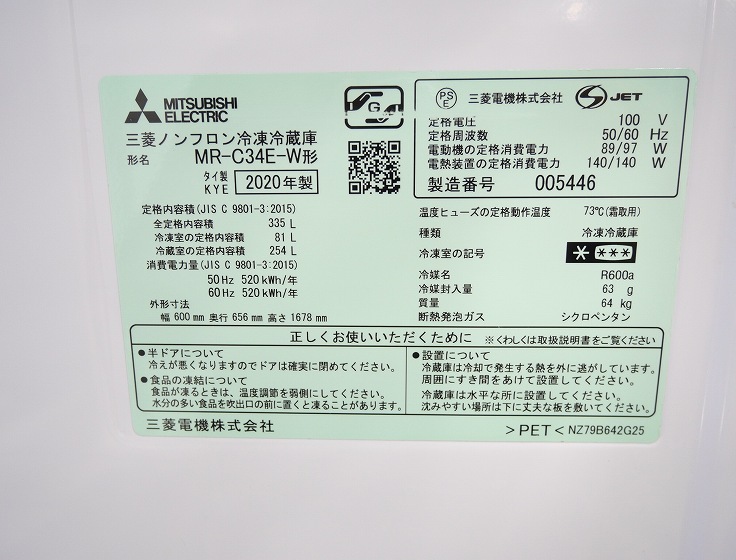 MITSUBISHI
ELECTRIC
G
三菱ノンフロン冷凍冷蔵庫
形名 MR-C34E-W形
タイ製
KYE 2020年製
定格内容積(JIS C 9801-3:2015)
全定格内容積 335 L
冷凍室の定格内容積 81 L
冷蔵室の定格内容積 254 L
消費電力量(JIS C 9801-3:2015)
50Hz 520 kWh/年
60Hz 520 kWh/年
外形寸法
幅 600mm 奥行 656mm 高さ 1678mm
PS
E 三菱電機株式会社 S JET
定格電圧 100 V
定格周波数 50/60 Hz
電動機の定格消費電力 89/97 W
電熱装置の定格消費電力 140/140 W
製造番号 005446
温度ヒューズの定格動作温度 73℃(霜取用)
種類 冷凍冷蔵庫
冷凍室の記号 * ***
冷媒名 R600a
冷媒封入量 63 g
質量 64 kg
断熱発泡ガス シクロペンタン
正しくお使いいただくために ※くわしくは取扱説明書をご覧ください
●半ドアについて
冷えが悪くなりますのでドアは確実に閉めてください。
●食品の凍結について
食品が凍るときは、温度調節を弱側にしてください。
水分の多い食品を吹出口の前に置くと凍ることがあります。
●設置について
冷蔵庫は冷却で発生する熱を外に逃がしています。
周囲にすき間をあけて設置してください。
冷蔵庫は水平な所に設置してください。
沈みやすい場所は下に丈夫な板を敷いてください。
三菱電機株式会社
>PET< NZ79B642G25